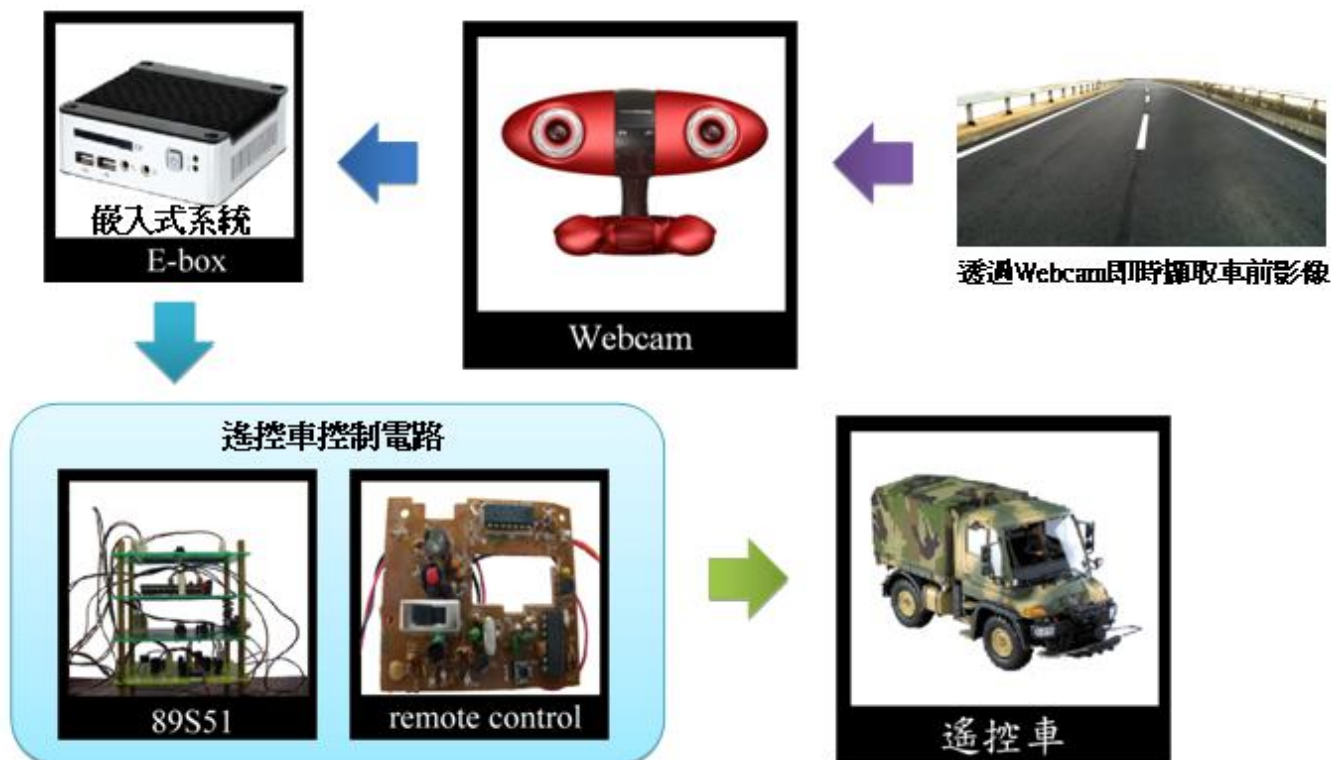 嵌入式系統
E-box
Webcam
透過Webcam即時擷取車前影像
遙控車控制電路
89S51
remote control
遙控車